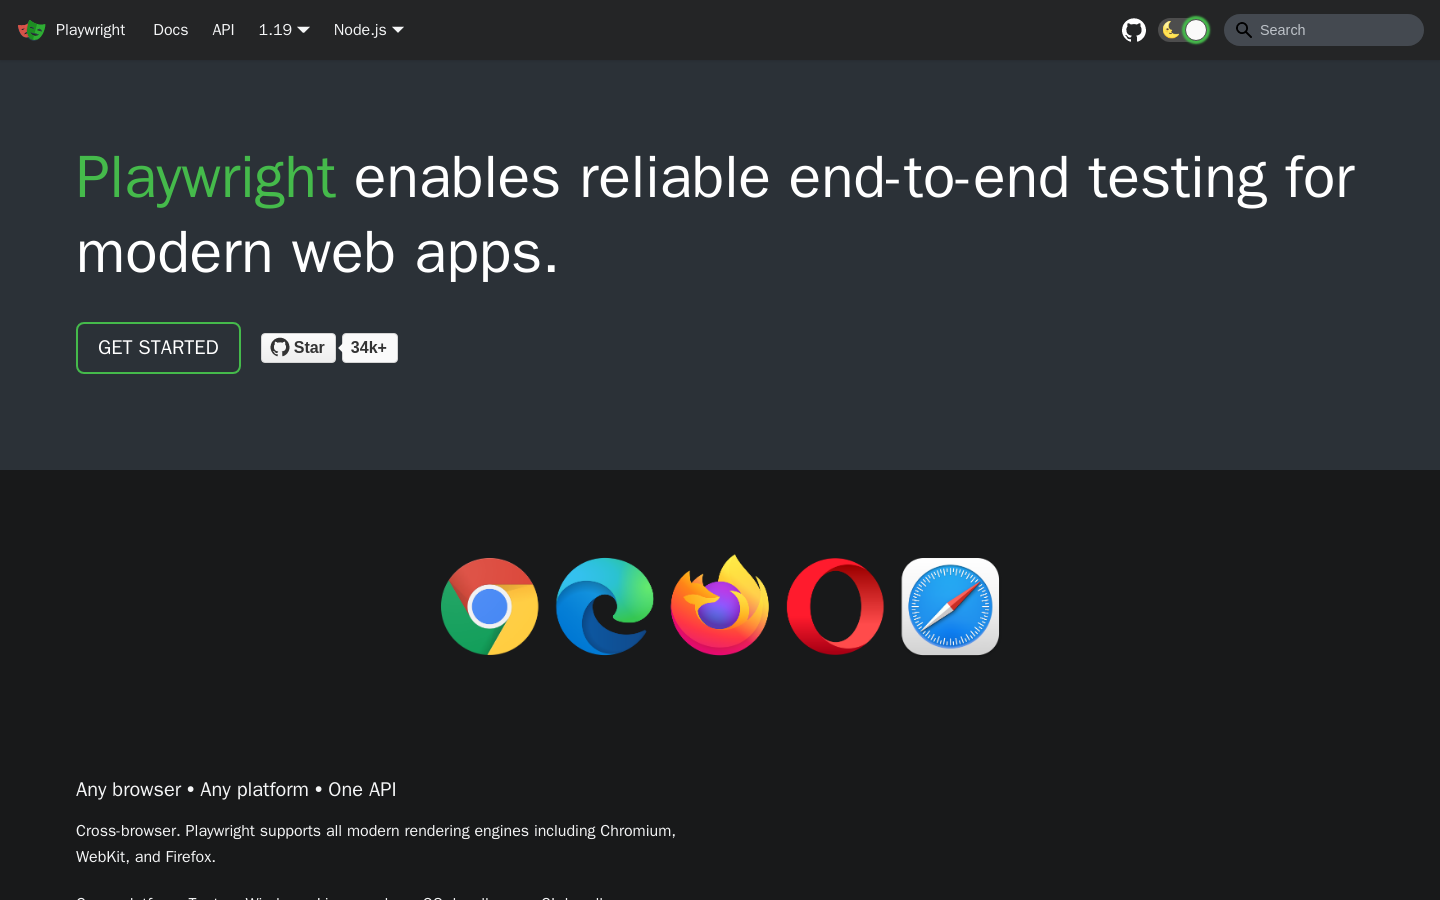 Playwright Docs API 1.19 Node.js Search
Playwright enables reliable end-to-end testing for
modern web apps.
GET STARTED Star 34k+
Any browser • Any platform • One API
Cross-browser. Playwright supports all modern rendering engines including Chromium,
WebKit, and Firefox.